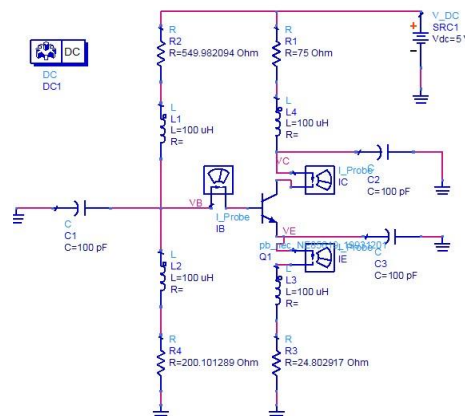 DC
DC
DC1
R
R2
R=549.982094 Ohm
R
R1
R=75 Ohm
V_DC
SRC1
Vdc=5 V
L
L1
L=100 uH
R=
L
L4
L=100 uH
R=
VC
I_Probe
IC
C
C2
C=100 pF
C
C1
C=100 pF
VB
I_Probe
IB
VE
Q1
I_Probe
IE
C
C3
C=100 pF
L
L2
L=100 uH
R=
L
L3
L=100 uH
R=
R
R4
R=200.101289 Ohm
R
R3
R=24.802917 Ohm